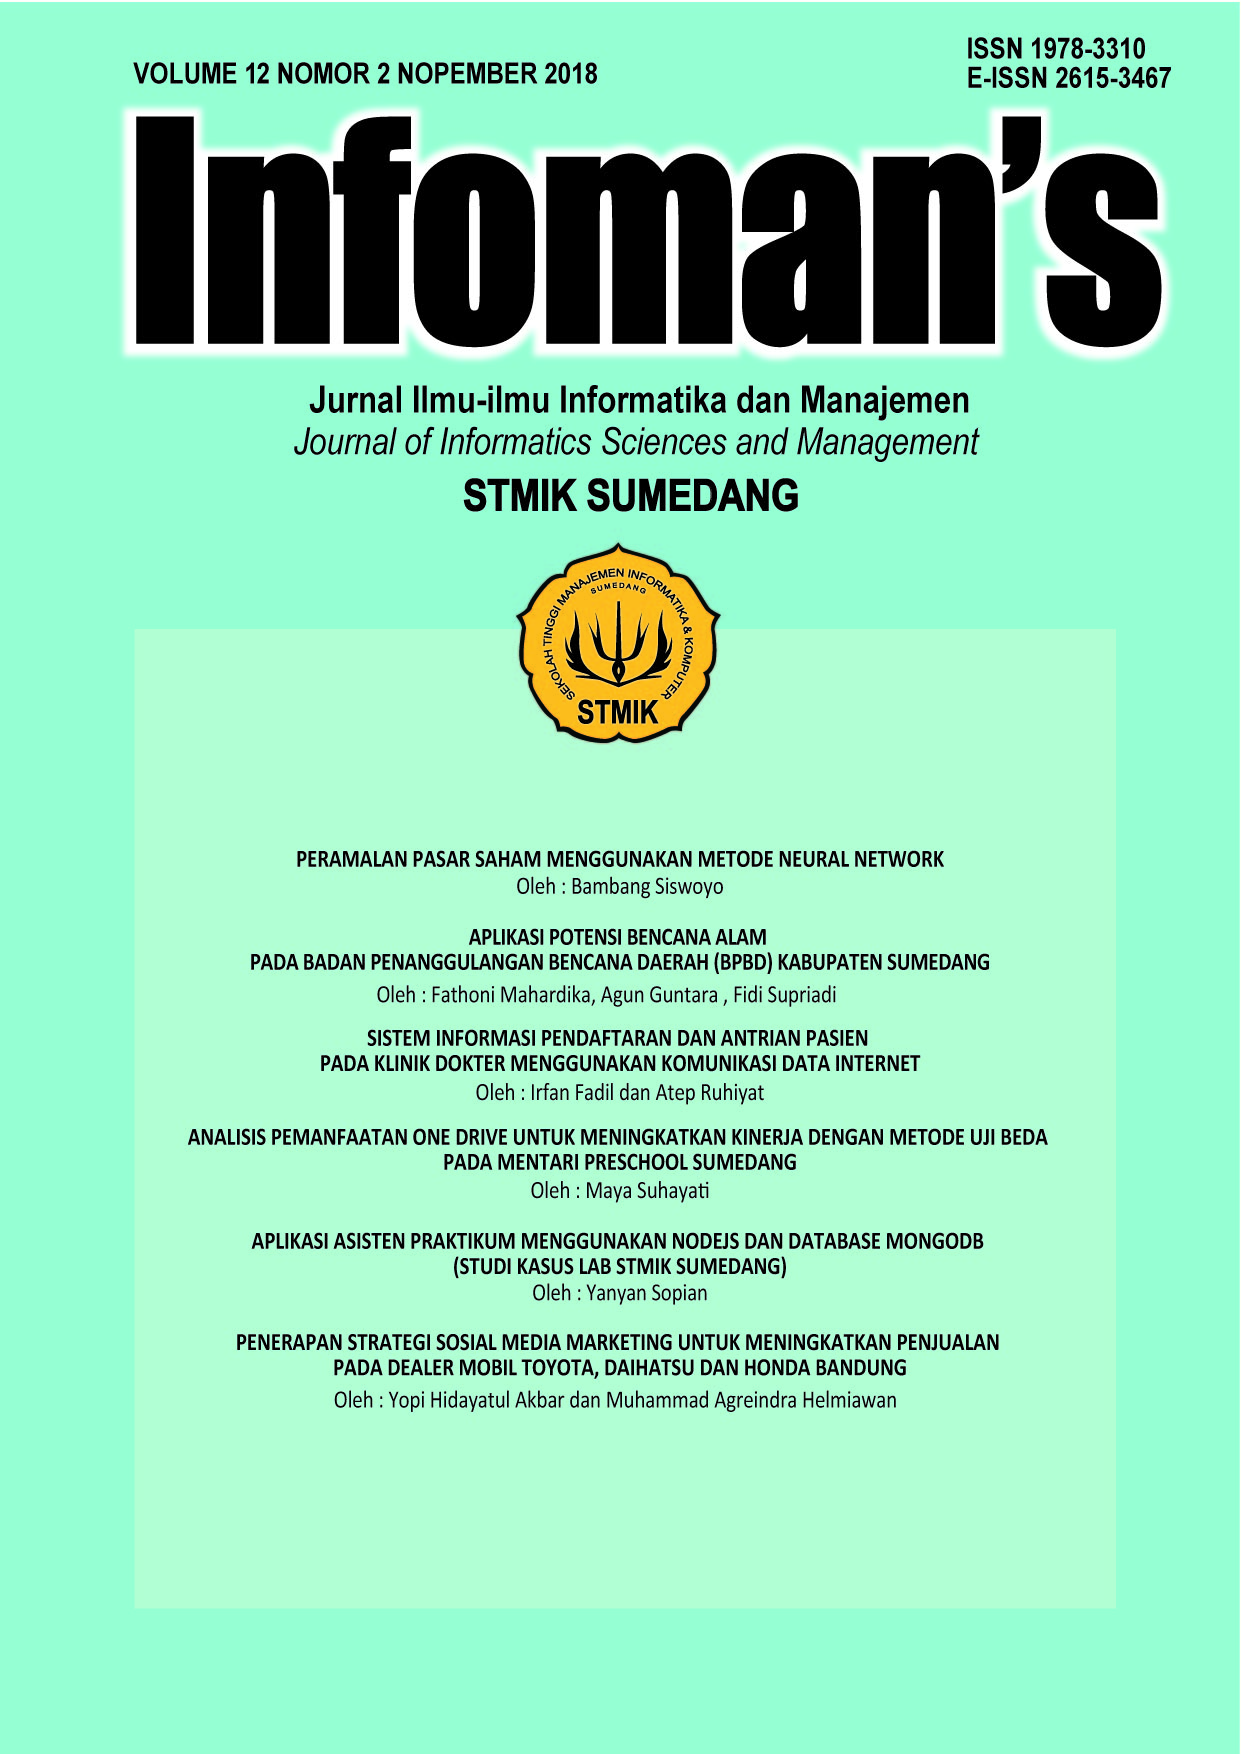 VOLUME 12 NOMOR 2 NOPEMBER 2018
ISSN 1978-3310
E-ISSN 2615-3467
Infoman's
Jurnal Ilmu-ilmu Informatika dan Manajemen
Journal of Informatics Sciences and Management
STMIK SUMEDANG
SEKOLAH TINGGI MANAJEMEN INFORMATIKA & KOMPUTER
SUMEDANG
STMIK
PERAMALAN PASAR SAHAM MENGGUNAKAN METODE NEURAL NETWORK
Oleh : Bambang Siswoyo
APLIKASI POTENSI BENCANA ALAM
PADA BADAN PENANGGULANGAN BENCANA DAERAH (BPBD) KABUPATEN SUMEDANG
Oleh : Fathoni Mahardika, Agun Guntara , Fidi Supriadi
SISTEM INFORMASI PENDAFTARAN DAN ANTRIAN PASIEN
PADA KLINIK DOKTER MENGGUNAKAN KOMUNIKASI DATA INTERNET
Oleh : Irfan Fadil dan Atep Ruhiyat
ANALISIS PEMANFAATAN ONE DRIVE UNTUK MENINGKATKAN KINERJA DENGAN METODE UJI BEDA
PADA MENTARI PRESCHOOL SUMEDANG
Oleh : Maya Suhayati
APLIKASI ASISTEN PRAKTIKUM MENGGUNAKAN NODEJS DAN DATABASE MONGODB
(STUDI KASUS LAB STMIK SUMEDANG)
Oleh : Yanyan Sopian
PENERAPAN STRATEGI SOSIAL MEDIA MARKETING UNTUK MENINGKATKAN PENJUALAN
PADA DEALER MOBIL TOYOTA, DAIHATSU DAN HONDA BANDUNG
Oleh : Yopi Hidayatul Akbar dan Muhammad Agreindra Helmiawan